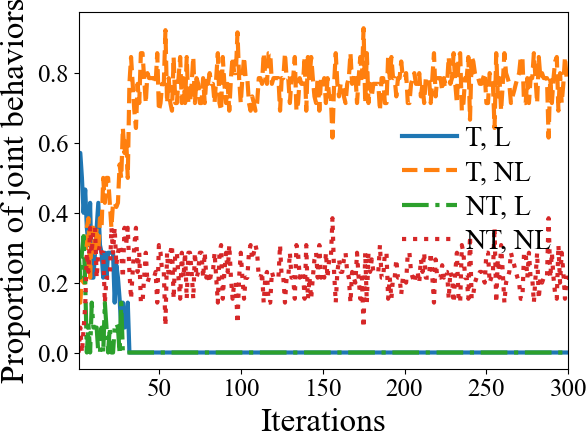 Proportion of joint behaviors
0.8
0.6
0.4
0.2
0.0
T, L
T, NL
NT, L
NT, NL
50
100
150
200
250
300
Iterations